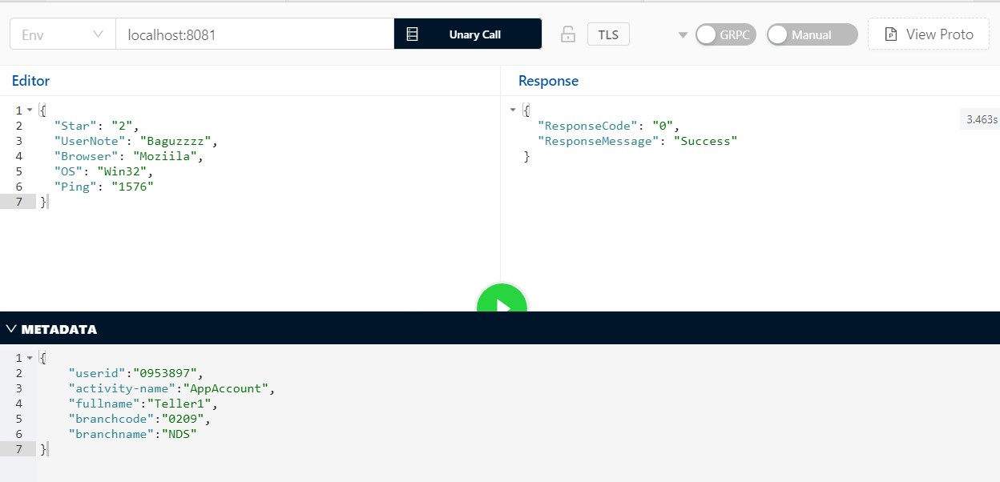 Env localhost:8081 Unary Call TLS GRPC Manual View Proto
Editor
1 {
2 "Star": "2",
3 "UserNote": "Baguzzzz",
4 "Browser": "Moziila",
5 "OS": "Win32",
6 "Ping": "1576"
7 }
Response
{
"ResponseCode": "0",
"ResponseMessage": "Success"
}
3.463s
METADATA
1 {
2 "userid":"0953897",
3 "activity-name":"AppAccount",
4 "fullname":"Teller1",
5 "branchcode":"0209",
6 "branchname":"NDS"
7 }